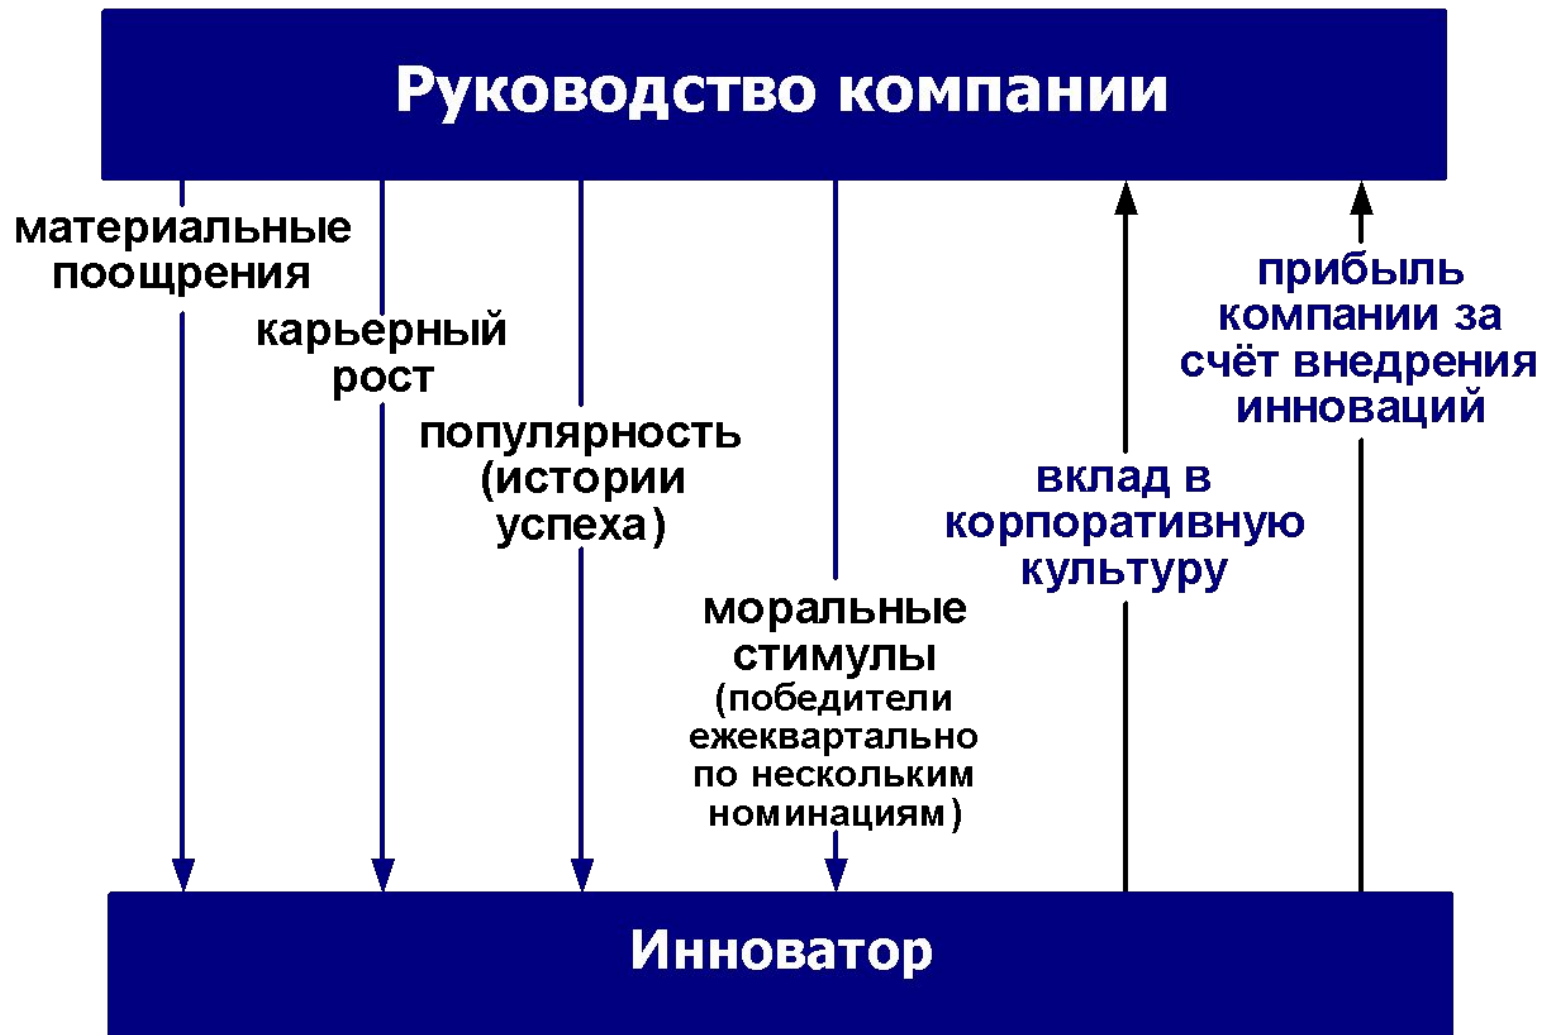 Руководство компании
материальные
поощрения
карьерный
рост
популярность
(истории
успеха)
моральные
стимулы
(победители
ежеквартально
по нескольким
номинациям)
вклад в
корпоративную
культуру
прибыль
компании за
счёт внедрения
инноваций
Инноватор